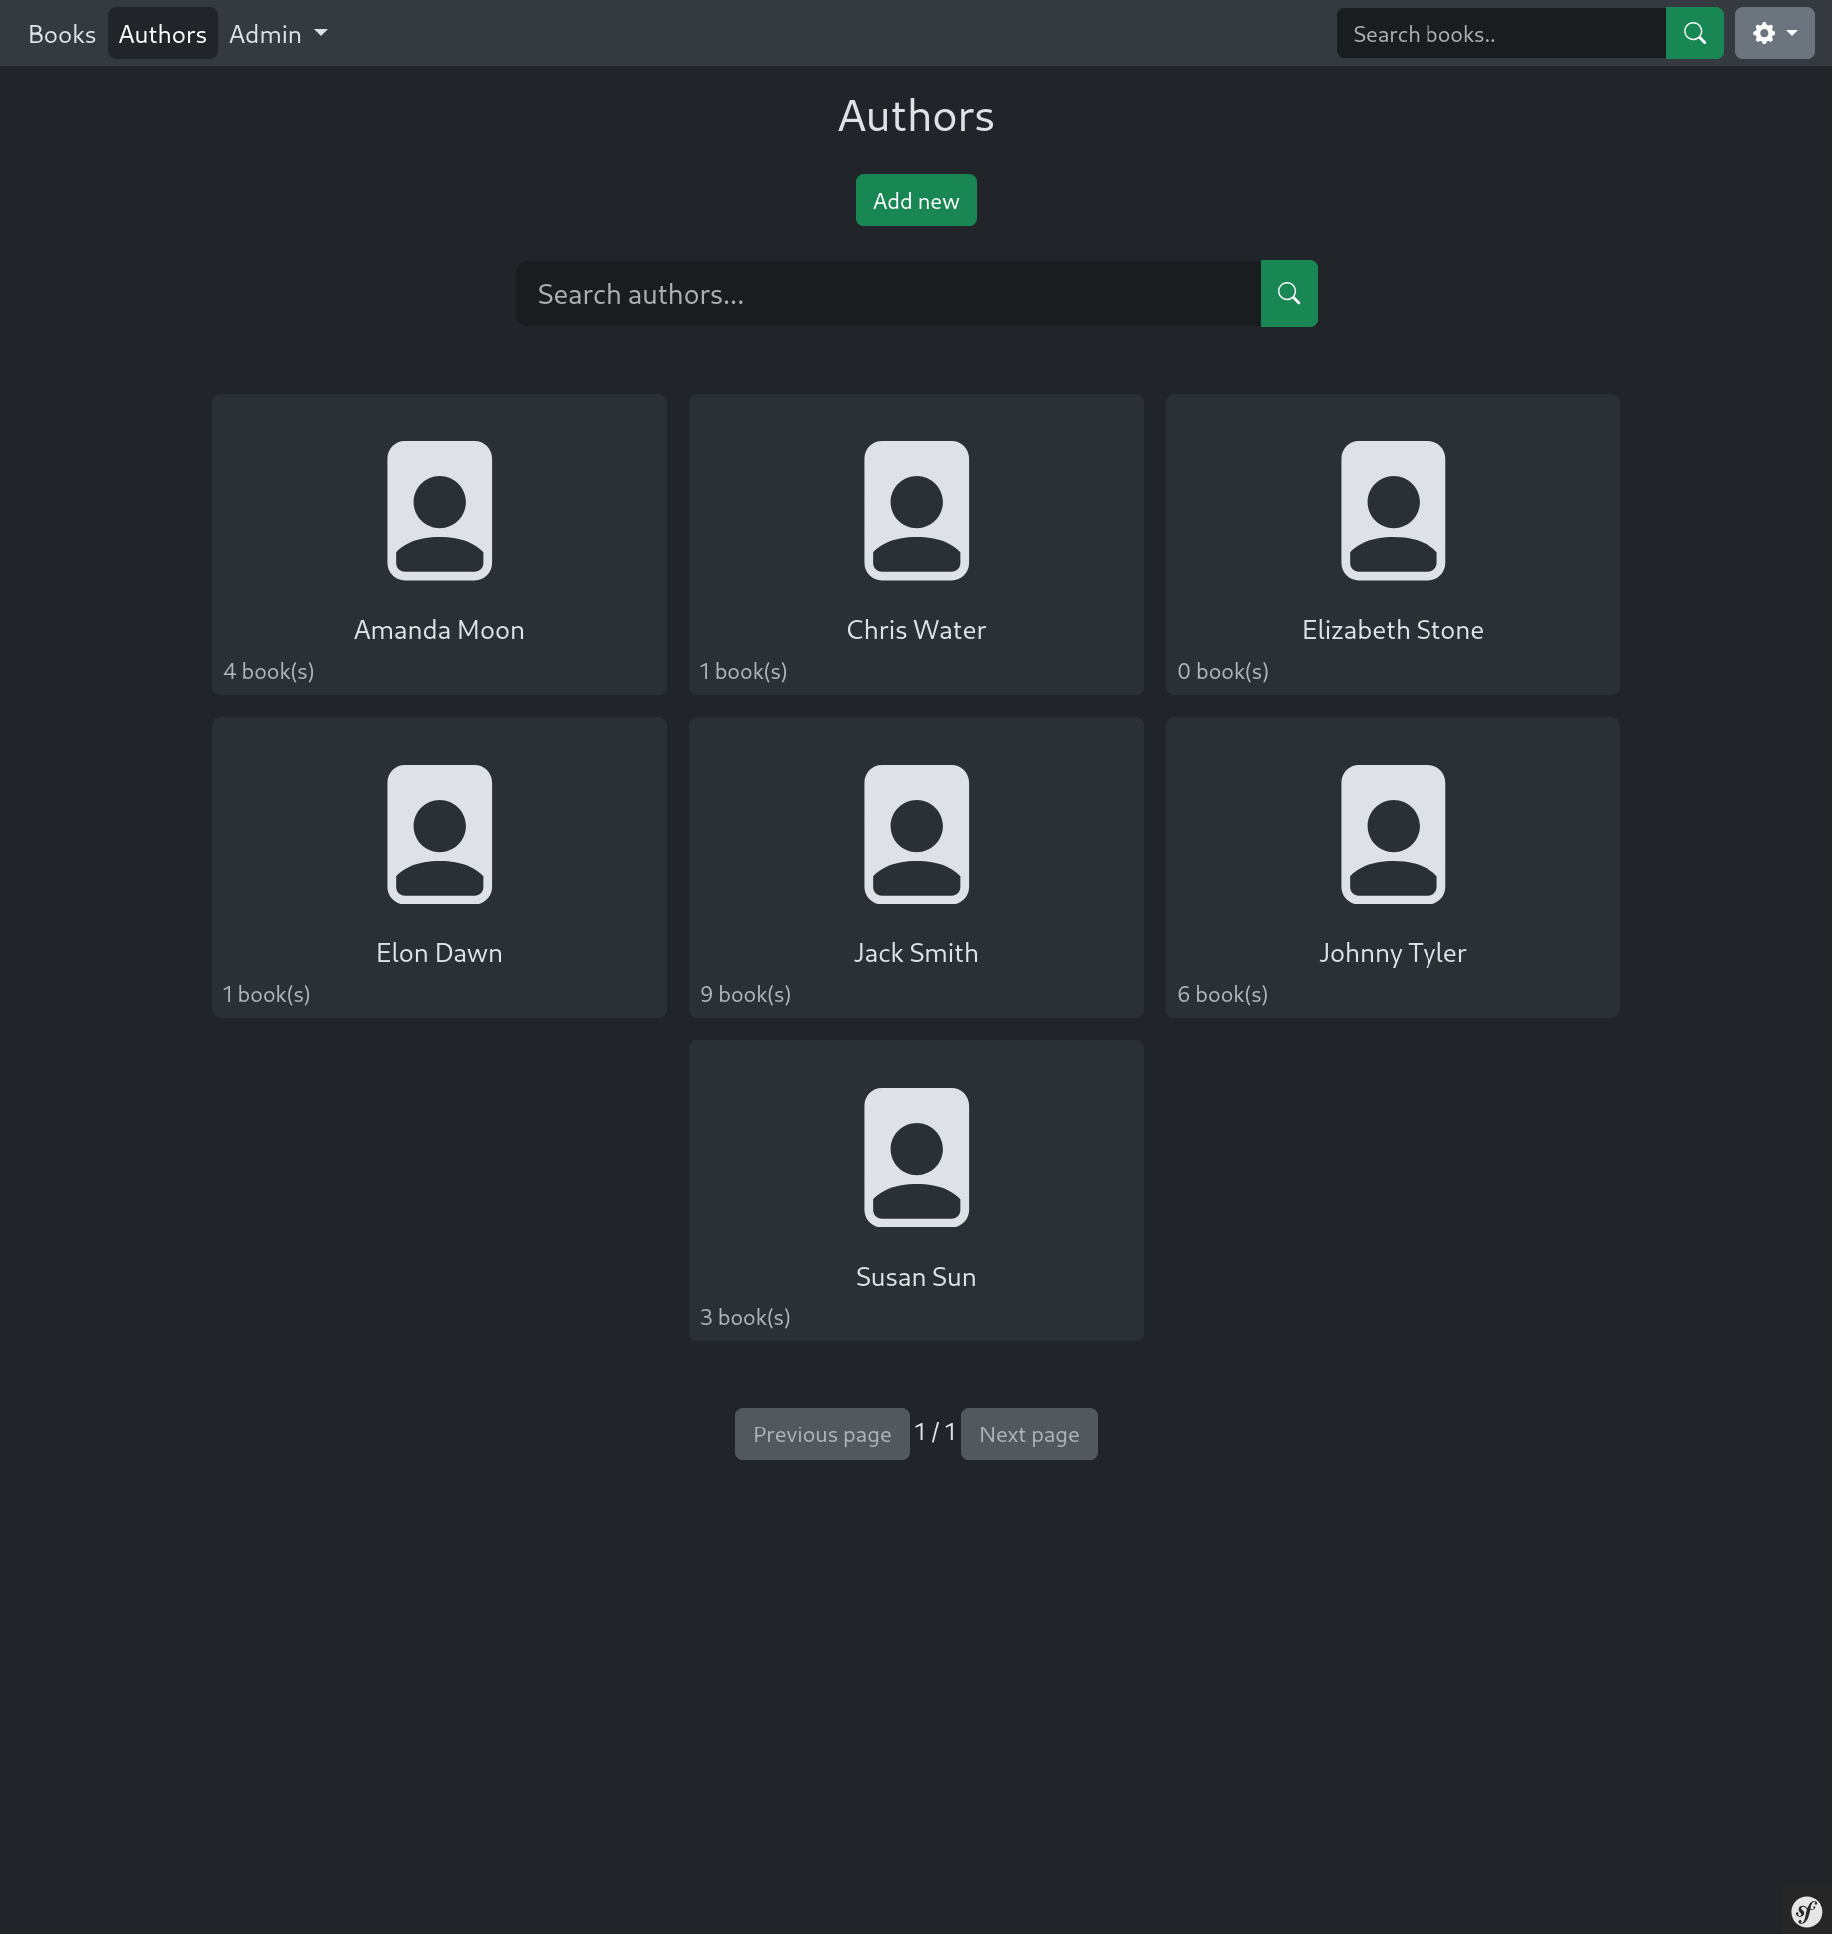 Books Authors Admin Search books..
Authors
Add new
Search authors...
Amanda Moon
4 book(s)
Chris Water
1 book(s)
Elizabeth Stone
0 book(s)
Elon Dawn
1 book(s)
Jack Smith
9 book(s)
Johnny Tyler
6 book(s)
Susan Sun
3 book(s)
Previous page 1 / 1 Next page
sf